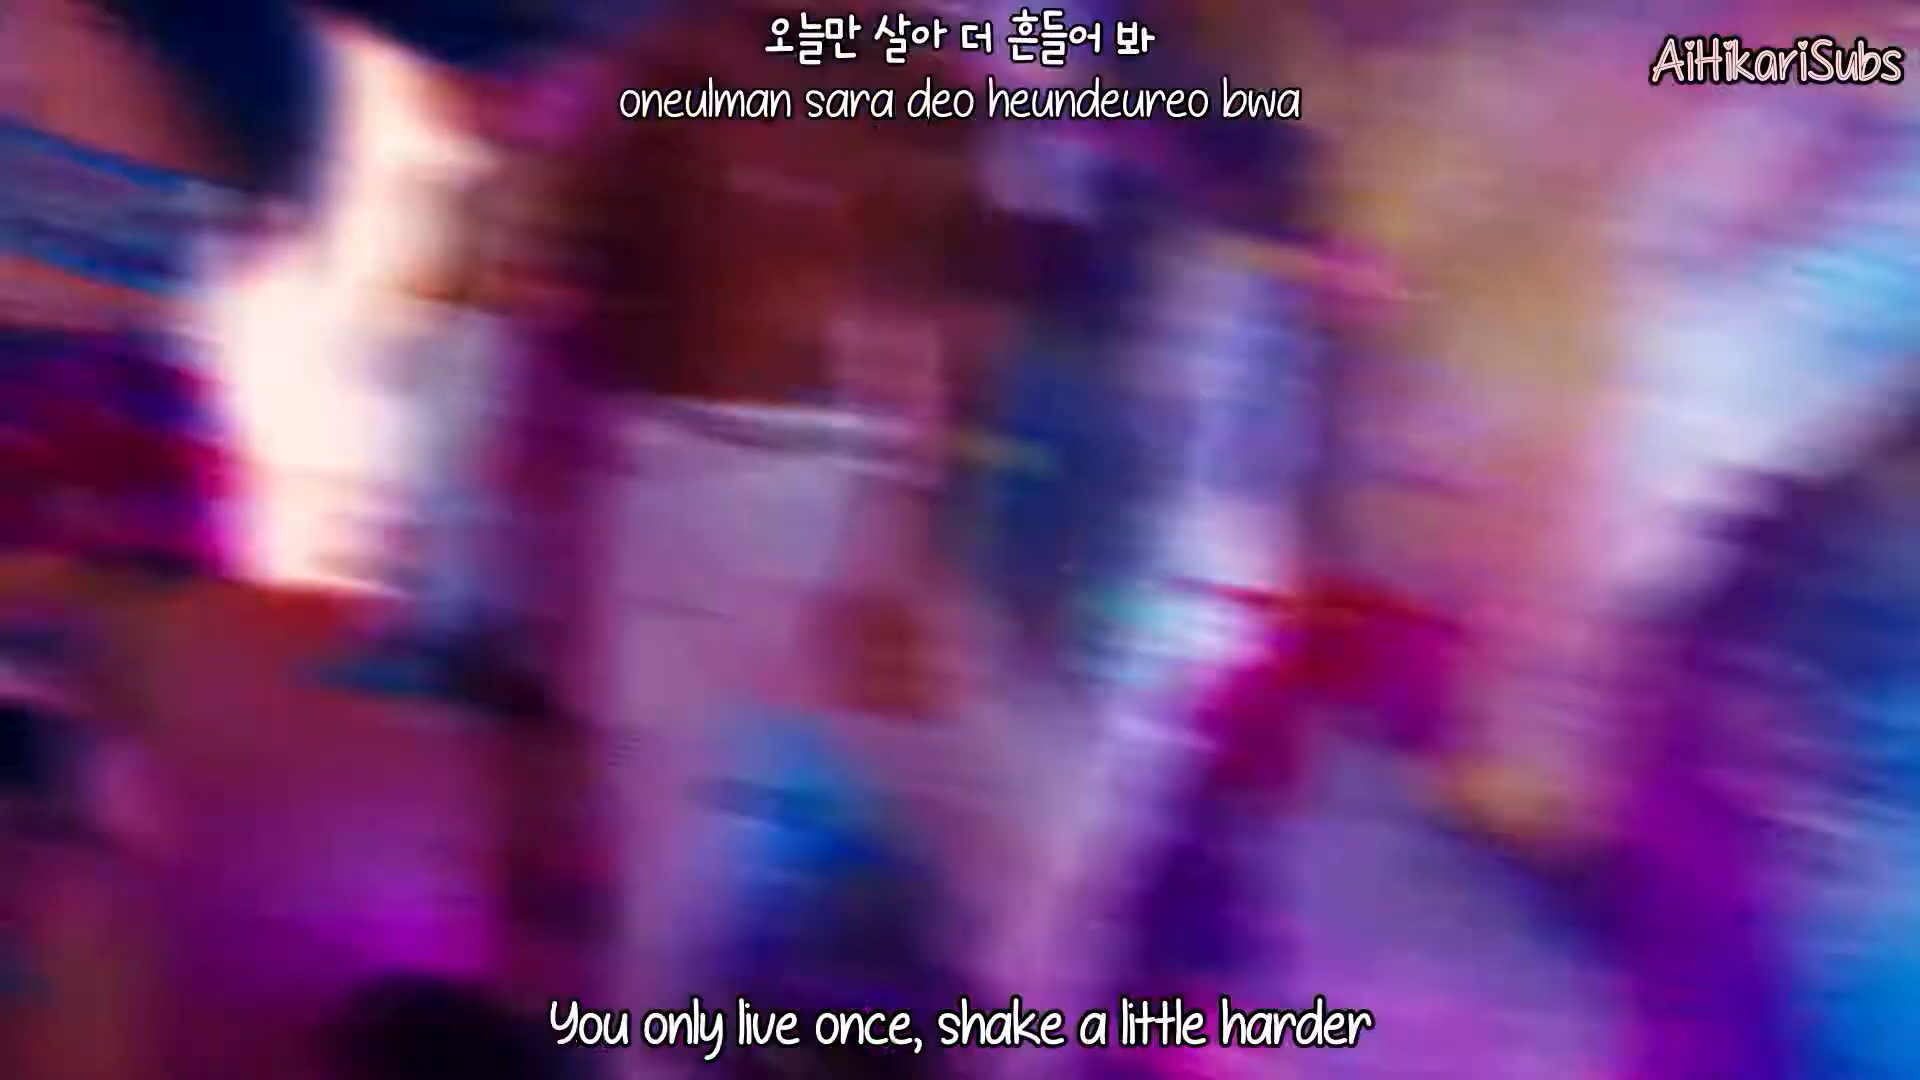 오늘만 살아 더 흔들어 봐
oneulman sara deo heundeureo bwa
AiHikariSubs
You only live once, shake a little harder